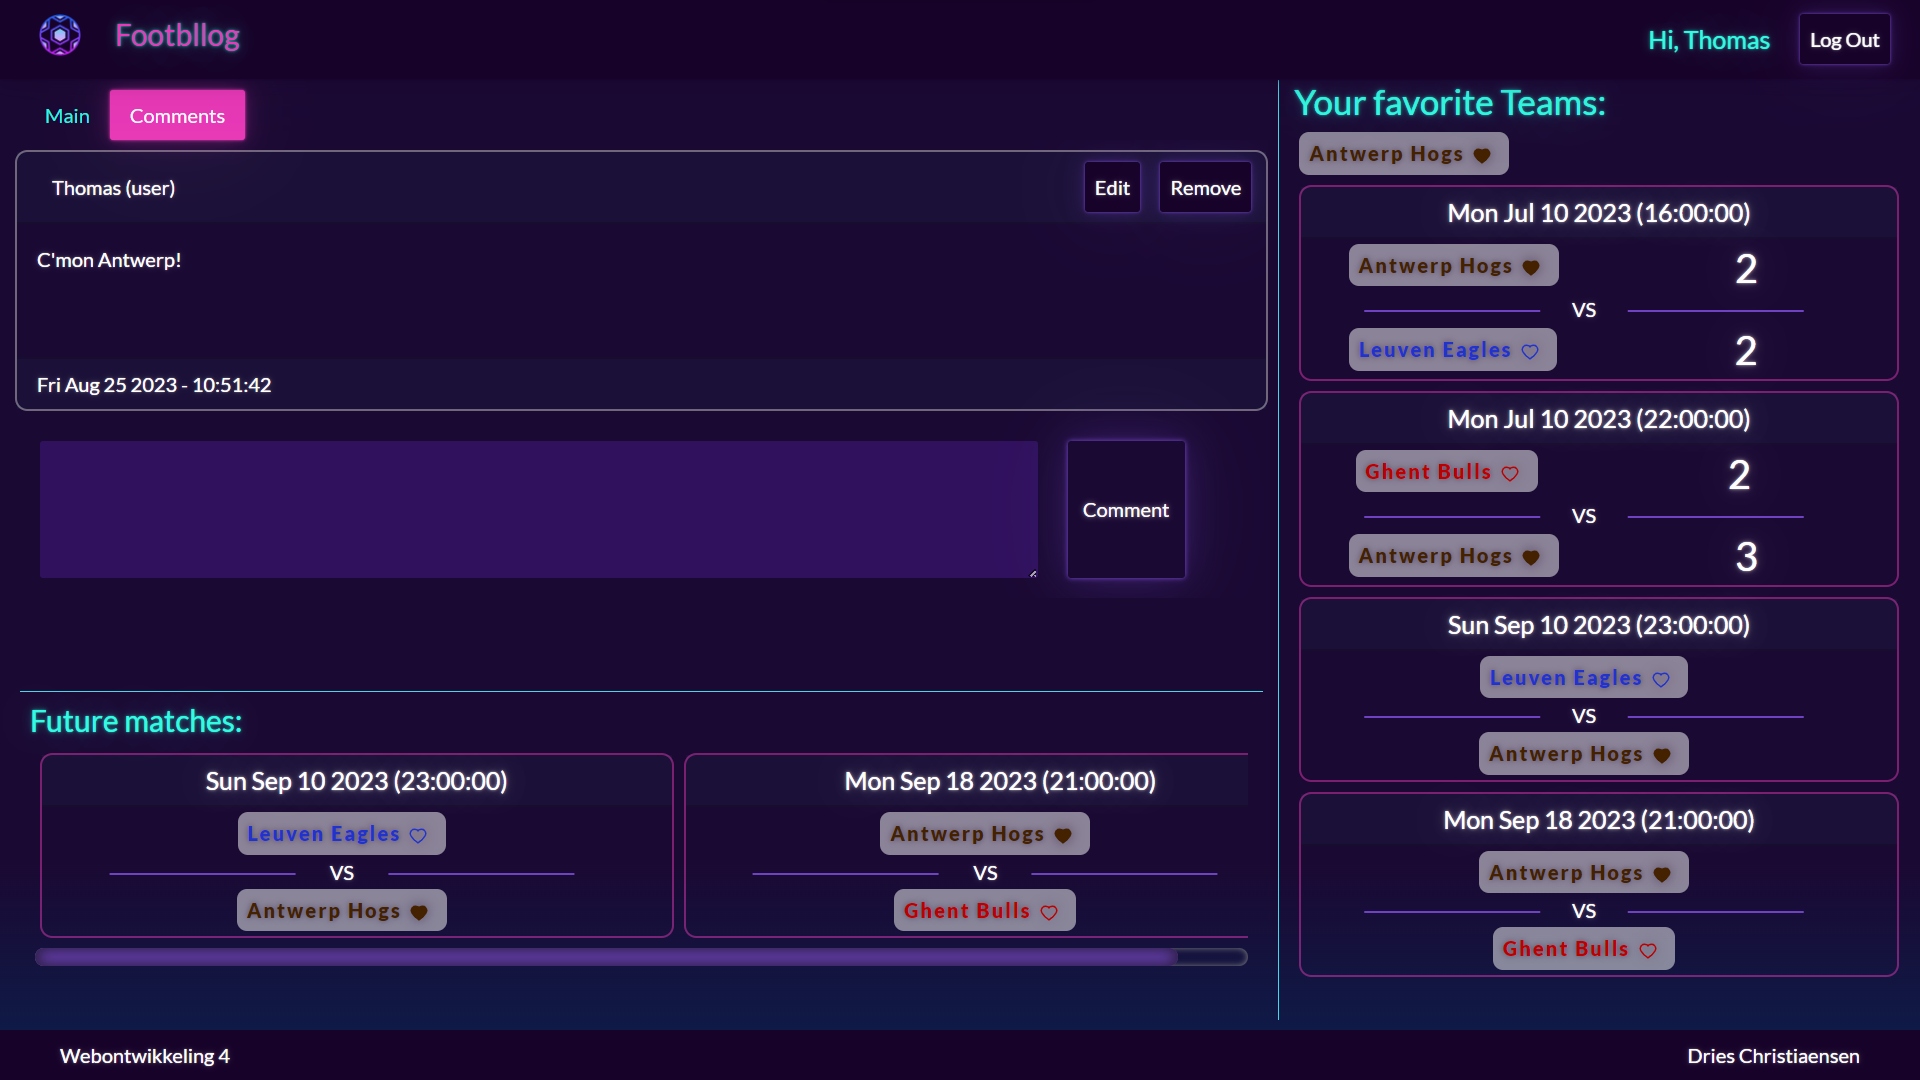 Footbllog
Hi, Thomas
Log Out
Main
Comments
Thomas (user)
Edit
Remove
C'mon Antwerp!
Fri Aug 25 2023 - 10:51:42
Comment
Future matches:
Sun Sep 10 2023 (23:00:00)
Leuven Eagles
VS
Antwerp Hogs
Mon Sep 18 2023 (21:00:00)
Antwerp Hogs
VS
Ghent Bulls
Your favorite Teams:
Antwerp Hogs
Mon Jul 10 2023 (16:00:00)
Antwerp Hogs 2
VS
Leuven Eagles 2
Mon Jul 10 2023 (22:00:00)
Ghent Bulls 2
VS
Antwerp Hogs 3
Sun Sep 10 2023 (23:00:00)
Leuven Eagles
VS
Antwerp Hogs
Mon Sep 18 2023 (21:00:00)
Antwerp Hogs
VS
Ghent Bulls
Webontwikkeling 4
Dries Christiaensen